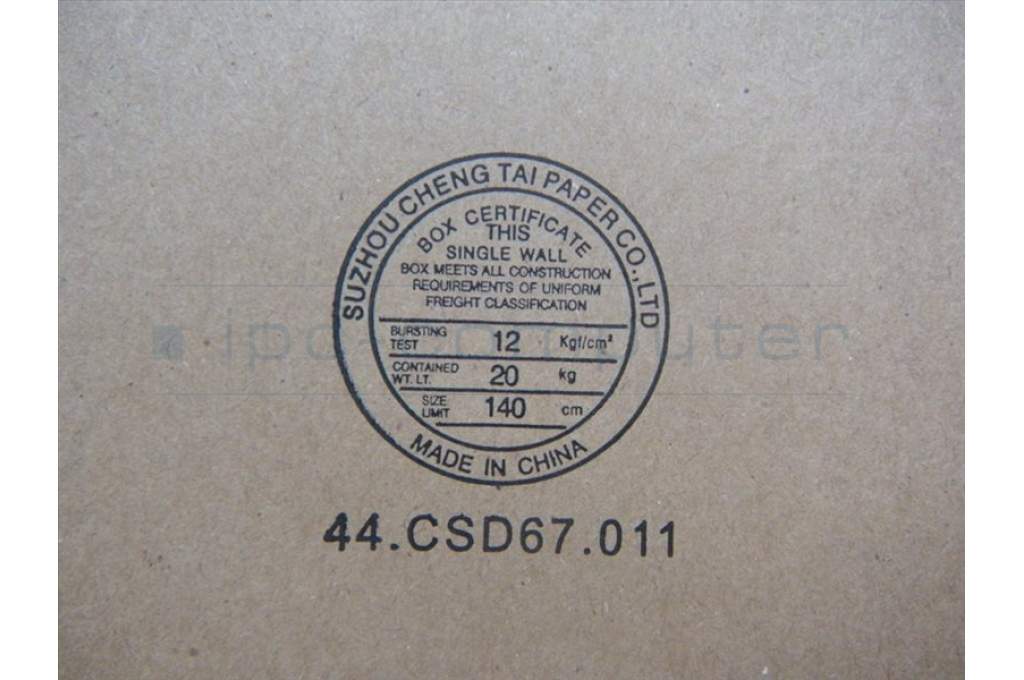 SUZHOU CHENG TAI PAPER CO.,LTD
BOX CERTIFICATE
THIS
SINGLE WALL
BOX MEETS ALL CONSTRUCTION
REQUIREMENTS OF UNIFORM
FREIGHT CLASSIFICATION
BURSTING TEST 12 Kgf/cm²
CONTAINED WT. LT. 20 kg
SIZE LIMIT 140 cm
MADE IN CHINA
44.CSD67.011
ipc-computer